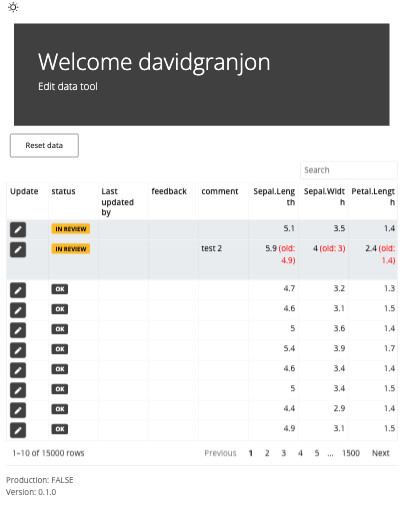 Welcome davidgranjon
Edit data tool
Reset data
Search
Update status Last updated by feedback comment Sepal.Length Sepal.Width Petal.Length
IN REVIEW 5.1 3.5 1.4
IN REVIEW test 2 5.9 (old: 4.9) 4 (old: 3) 2.4 (old: 1.4)
OK 4.7 3.2 1.3
OK 4.6 3.1 1.5
OK 5 3.6 1.4
OK 5.4 3.9 1.7
OK 4.6 3.4 1.4
OK 5 3.4 1.5
OK 4.4 2.9 1.4
OK 4.9 3.1 1.5
1–10 of 15000 rows Previous 1 2 3 4 5 ... 1500 Next
Production: FALSE
Version: 0.1.0